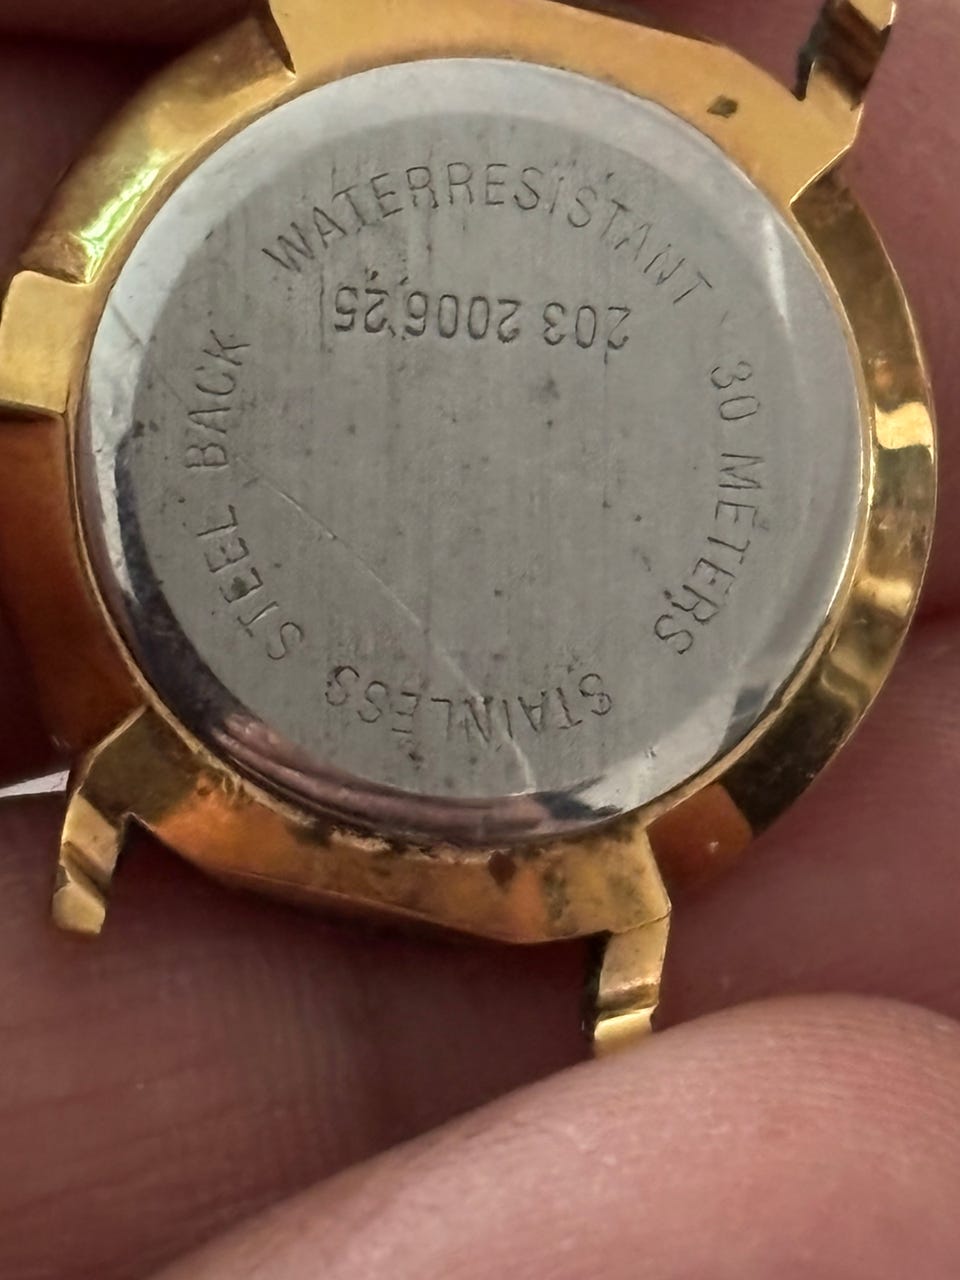 WATERRESISTANT 30 METERS STAINLESS STEEL BACK
203 2006,25